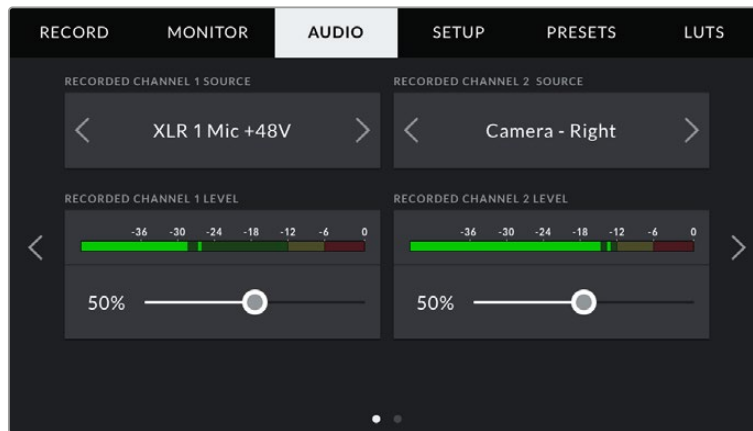 RECORD MONITOR AUDIO SETUP PRESETS LUTS
RECORDED CHANNEL 1 SOURCE RECORDED CHANNEL 2 SOURCE
XLR 1 Mic +48V Camera - Right
RECORDED CHANNEL 1 LEVEL RECORDED CHANNEL 2 LEVEL
-36 -30 -24 -18 -12 -6 0 -36 -30 -24 -18 -12 -6 0
50% 50%